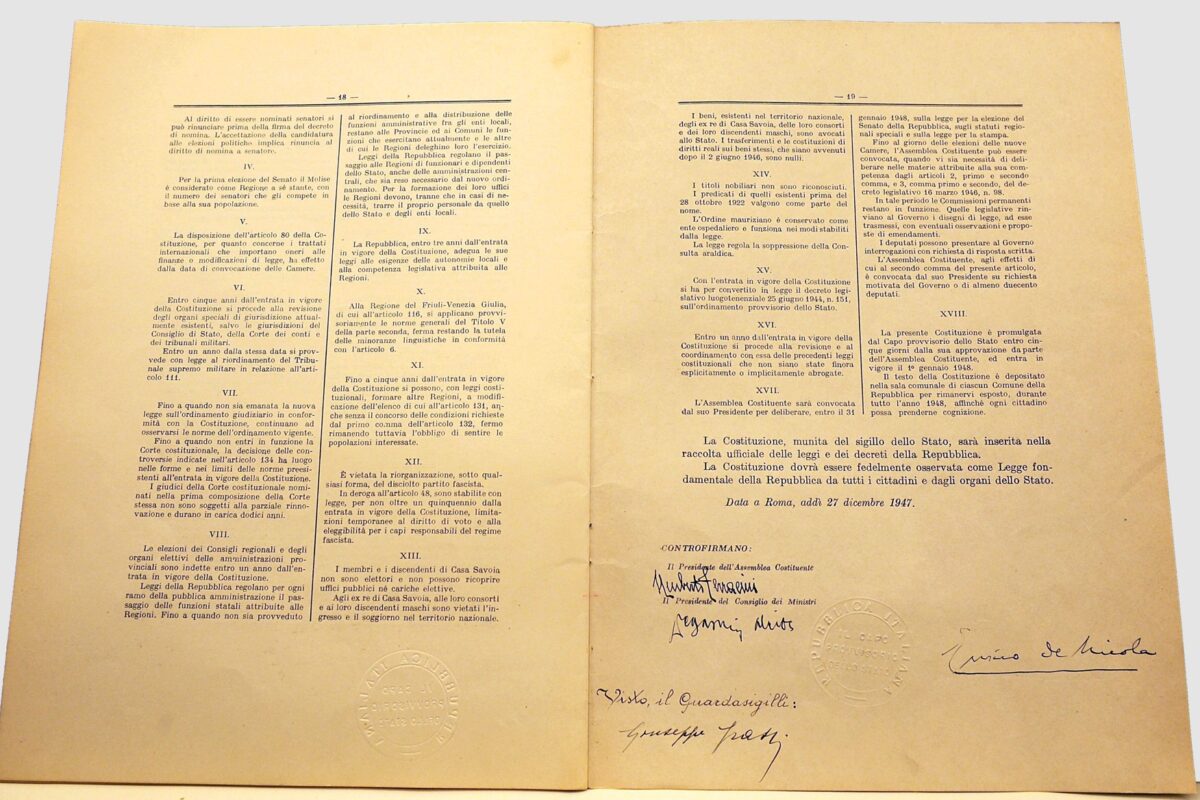 — 18 —
Al diritto di essere nominati senatori si
può rinunciare prima della firma del decreto
di nomina. L'accettazione della candidatura
alle elezioni politiche implica rinuncia al
diritto di nomina a senatore.
IV.
Per la prima elezione del Senato il Molise
è considerato come Regione a sè stante, con
il numero dei senatori che gli compete in
base alla sua popolazione.
V.
La disposizione dell'articolo 80 della Co-
stituzione, per quanto concerne i trattati
internazionali che importano oneri alle
finanze o modificazioni di legge, ha effetto
dalla data di convocazione delle Camere.
VI.
Entro cinque anni dall'entrata in vigore
della Costituzione si procede alla revisione
degli organi speciali di giurisdizione attual-
mente esistenti, salvo le giurisdizioni del
Consiglio di Stato, della Corte dei conti e
dei tribunali militari.
Entro un anno dalla stessa data si prov-
vede con legge al riordinamento del Tribu-
nale supremo militare in relazione all'arti-
colo 111.
VII.
Fino a quando non sia emanata la nuova
legge sull'ordinamento giudiziario in confor-
mità con la Costituzione, continuano ad
osservarsi le norme dell'ordinamento vigente.
Fino a quando non entri in funzione la
Corte costituzionale, la decisione delle con-
troversie indicate nell'articolo 134 ha luogo
nelle forme e nei limiti delle norme preesi-
stenti all'entrata in vigore della Costituzione.
I giudici della Corte costituzionale nomi-
nati nella prima composizione della Corte
stessa non sono soggetti alla parziale rinno-
vazione e durano in carica dodici anni.
VIII.
Le elezioni dei Consigli regionali e degli
organi elettivi delle amministrazioni pro-
vinciali sono indette entro un anno dall'en-
trata in vigore della Costituzione.
Leggi della Repubblica regolano per ogni
ramo della pubblica amministrazione il pas-
saggio delle funzioni statali attribuite alle
Regioni. Fino a quando non sia provveduto
al riordinamento e alla distribuzione delle
funzioni amministrative fra gli enti locali,
restano alle Provincie ed ai Comuni le fun-
zioni che esercitano attualmente e le altre
di cui le Regioni deleghino loro l'esercizio.
Leggi della Repubblica regolano il pas-
saggio alle Regioni di funzionari e dipendenti
dello Stato, anche delle amministrazioni cen-
trali, che sia reso necessario dal nuovo ordi-
namento. Per la formazione dei loro uffici
le Regioni devono, tranne che in casi di ne-
cessità, trarre il proprio personale da quello
dello Stato e degli enti locali.
IX.
La Repubblica, entro tre anni dall'entrata
in vigore della Costituzione, adegua le sue
leggi alle esigenze delle autonomie locali e
alla competenza legislativa attribuita alle
Regioni.
X.
Alla Regione del Friuli-Venezia Giulia,
di cui all'articolo 116, si applicano provvi-
soriamente le norme generali del Titolo V
della parte seconda, ferma restando la tutela
delle minoranze linguistiche in conformità
con l'articolo 6.
XI.
Fino a cinque anni dall'entrata in vigore
della Costituzione si possono, con leggi costi-
tuzionali, formare altre Regioni, a modifi-
cazione dell'elenco di cui all'articolo 131, an-
che senza il concorso delle condizioni richieste
dal primo comma dell'articolo 132, fermo
rimanendo tuttavia l'obbligo di sentire le
popolazioni interessate.
XII.
È vietata la riorganizzazione, sotto qual-
siasi forma, del disciolto partito fascista.
In deroga all'articolo 48, sono stabilite con
legge, per non oltre un quinquennio dalla
entrata in vigore della Costituzione, limita-
zioni temporanee al diritto di voto e alla
eleggibilità per i capi responsabili del regime
fascista.
XIII.
I membri e i discendenti di Casa Savoia
non sono elettori e non possono ricoprire
uffici pubblici nè cariche elettive.
Agli ex re di Casa Savoia, alle loro consorti
e ai loro discendenti maschi sono vietati l'in-
gresso e il soggiorno nel territorio nazionale.
— 19 —
I beni, esistenti nel territorio nazionale,
degli ex re di Casa Savoia, delle loro consorti
e dei loro discendenti maschi, sono avocati
allo Stato. I trasferimenti e le costituzioni di
diritti reali sui beni stessi, che siano avvenuti
dopo il 2 giugno 1946, sono nulli.
XIV.
I titoli nobiliari non sono riconosciuti.
I predicati di quelli esistenti prima del
28 ottobre 1922 valgono come parte del
nome.
L'Ordine mauriziano è conservato come
ente ospedaliero e funziona nei modi stabiliti
dalla legge.
La legge regola la soppressione della Con-
sulta araldica.
XV.
Con l'entrata in vigore della Costituzione
si ha per convertito in legge il decreto legi-
slativo luogotenenziale 25 giugno 1944, n. 151,
sull'ordinamento provvisorio dello Stato.
XVI.
Entro un anno dall'entrata in vigore della
Costituzione si procede alla revisione e al
coordinamento con essa delle precedenti leggi
costituzionali che non siano state finora
esplicitamente o implicitamente abrogate.
XVII.
L'Assemblea Costituente sarà convocata
dal suo Presidente per deliberare, entro il 31
gennaio 1948, sulla legge per la elezione del
Senato della Repubblica, sugli statuti regio-
nali speciali e sulla legge per la stampa.
Fino al giorno delle elezioni delle nuove
Camere, l'Assemblea Costituente può essere
convocata, quando vi sia necessità di deli-
berare nelle materie attribuite alla sua com-
petenza dagli articoli 2, primo e secondo
comma, e 3, comma primo e secondo, del de-
creto legislativo 16 marzo 1946, n. 98.
In tale periodo le Commissioni permanenti
restano in funzione. Quelle legislative rin-
viano al Governo i disegni di legge, ad esse
trasmessi, con eventuali osservazioni e propo-
ste di emendamenti.
I deputati possono presentare al Governo
interrogazioni con richiesta di risposta scritta.
L'Assemblea Costituente, agli effetti di
cui al secondo comma del presente articolo,
è convocata dal suo Presidente su richiesta
motivata del Governo o di almeno duecento
deputati.
XVIII.
La presente Costituzione è promulgata
dal Capo provvisorio dello Stato entro cin-
que giorni dalla sua approvazione da parte
dell'Assemblea Costituente, ed entra in
vigore il 1º gennaio 1948.
Il testo della Costituzione è depositato
nella sala comunale di ciascun Comune della
Repubblica per rimanervi esposto, durante
tutto l'anno 1948, affinchè ogni cittadino
possa prenderne cognizione.
La Costituzione, munita del sigillo dello Stato, sarà inserita nella
raccolta ufficiale delle leggi e dei decreti della Repubblica.
La Costituzione dovrà essere fedelmente osservata come Legge fon-
damentale della Repubblica da tutti i cittadini e dagli organi dello Stato.
Data a Roma, addì 27 dicembre 1947.
CONTROFIRMANO:
Il Presidente dell'Assemblea Costituente
Umberto Terracini
Il Presidente del Consiglio dei Ministri
Degasperi Alcide
REPUBBLICA ITALIANA
IL CAPO
PROVVISORIO
DELLO STATO
Enrico de Nicola
Visto, il Guardasigilli:
Giuseppe Grassi